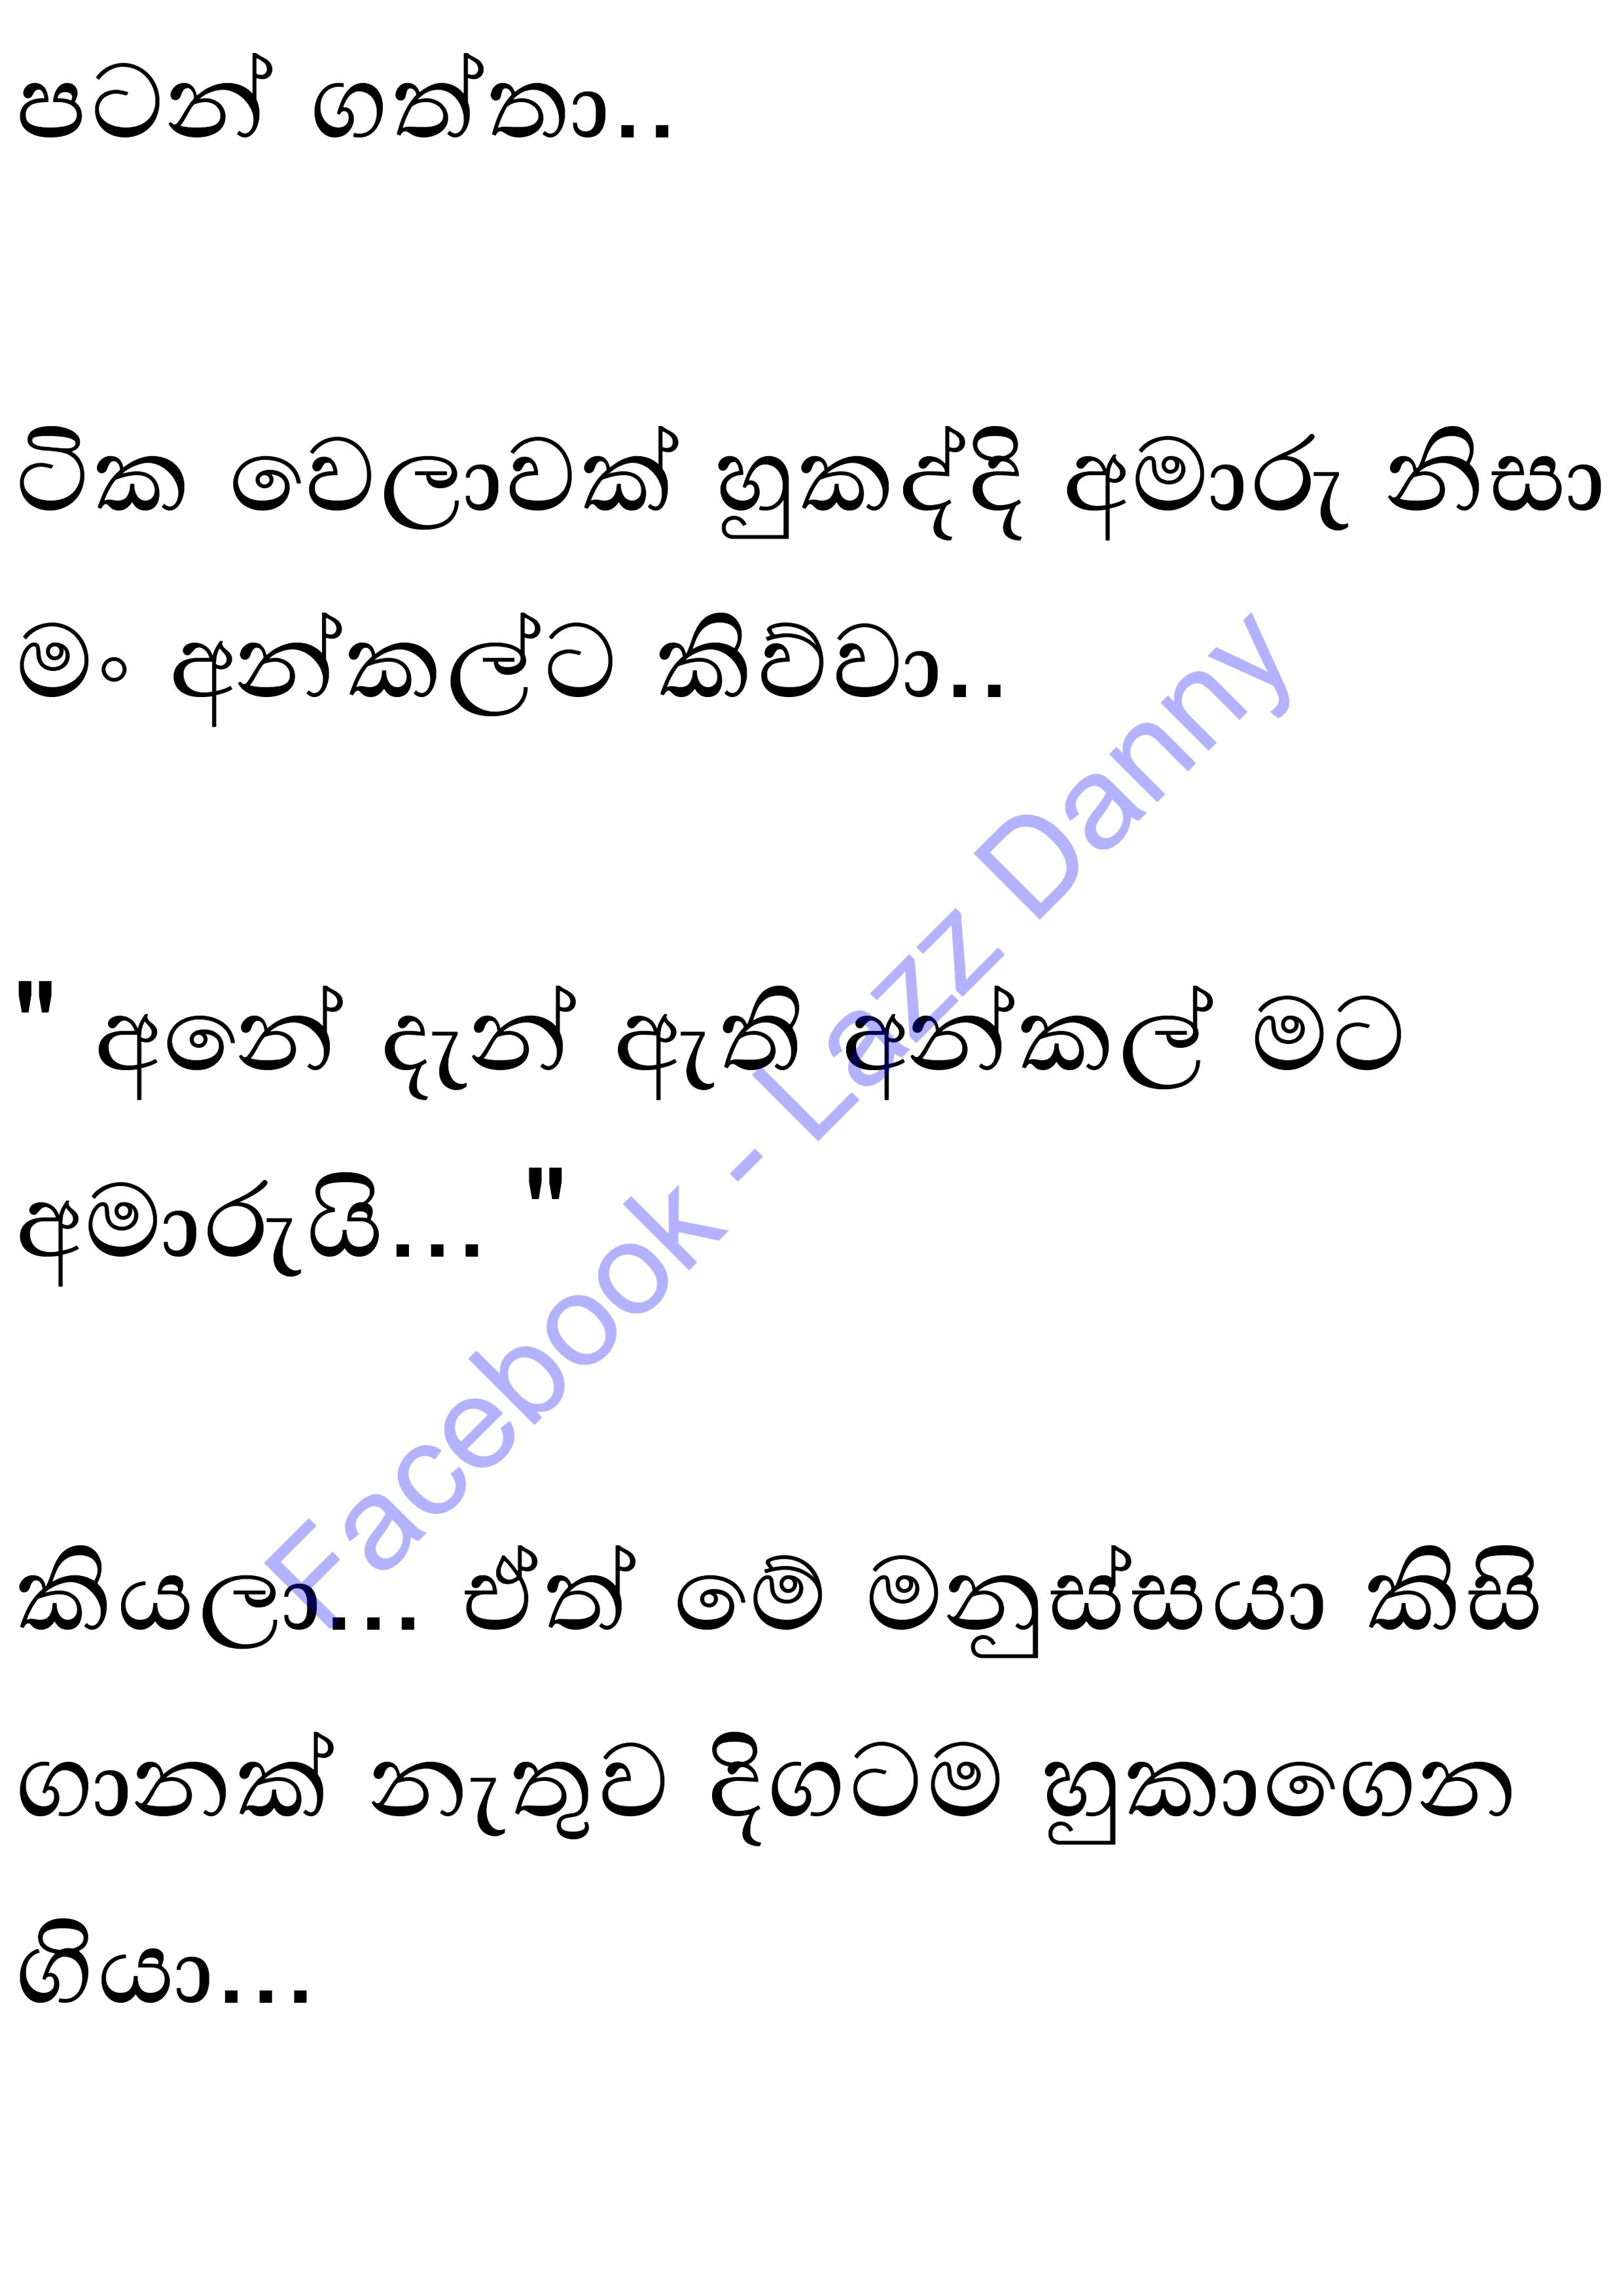 පටන් ගත්තා..
ටික වෙලාවක් හුකද්දි අමාරු නිසා
මං අන්කල්ට කිව්වා..
" අනේ දැන් ඇති අන්කල් මට
අමාරුයි... "
කියලා... ඒත් මේ මනුස්සයා කිසි
ගානක් නැතුව දිගටම හුකාගෙන
ගියා...
Facebook - Lazz Danny